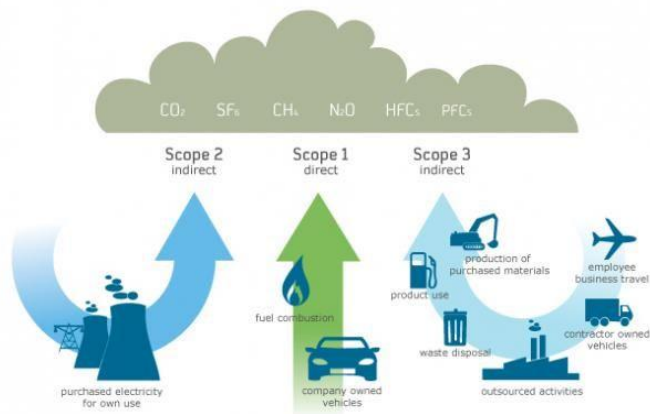 CO₂ SF₆ CH₄ N₂O HFCs PFCs
Scope 2
indirect
Scope 1
direct
Scope 3
indirect
purchased electricity
for own use
fuel combustion
company owned
vehicles
production of
purchased materials
product use
waste disposal
employee
business travel
contractor owned
vehicles
outsourced activities